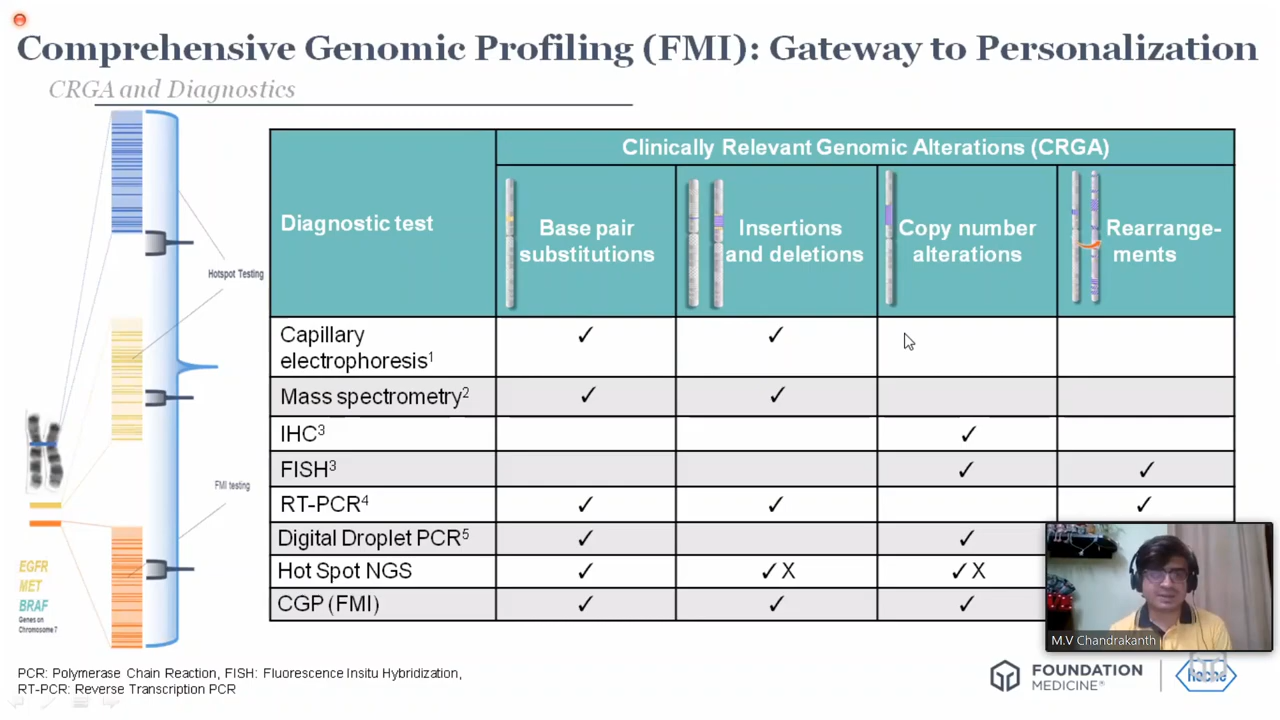 Comprehensive Genomic Profiling (FMI): Gateway to Personalization
CRGA and Diagnostics
Hotspot Testing
FMI testing
EGFR
MET
BRAF
Genes on
Chromosome 7
Diagnostic test
Clinically Relevant Genomic Alterations (CRGA)
Base pair
substitutions
Insertions
and deletions
Copy number
alterations
Rearrange-
ments
Capillary
electrophoresis1 ✓ ✓
Mass spectrometry2 ✓ ✓
IHC3 ✓
FISH3 ✓ ✓
RT-PCR4 ✓ ✓ ✓
Digital Droplet PCR5 ✓ ✓
Hot Spot NGS ✓ ✓X ✓X
CGP (FMI) ✓ ✓ ✓
M.V Chandrakanth
PCR: Polymerase Chain Reaction, FISH: Fluorescence Insitu Hybridization,
RT-PCR: Reverse Transcription PCR
FOUNDATION
MEDICINE®
Roche